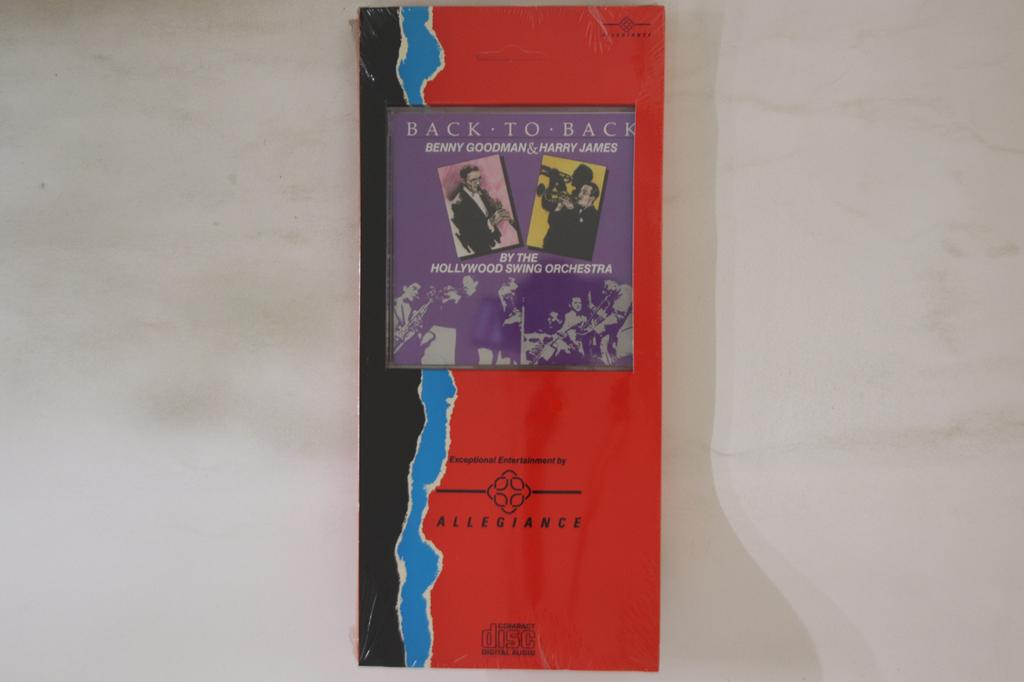 ALLEGIANCE
BACK · TO · BACK
BENNY GOODMAN & HARRY JAMES
BY THE
HOLLYWOOD SWING ORCHESTRA
Exceptional Entertainment by
ALLEGIANCE
COMPACT
disc
DIGITAL AUDIO